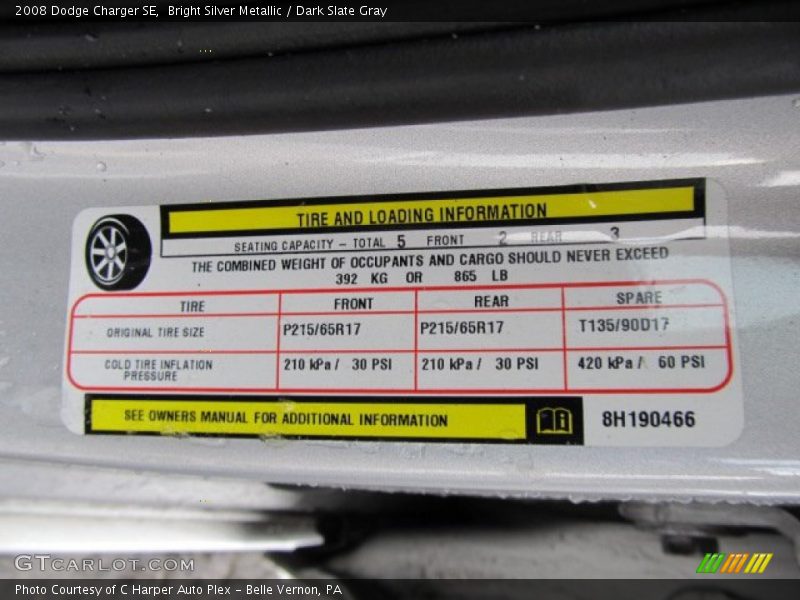 2008 Dodge Charger SE, Bright Silver Metallic / Dark Slate Gray
TIRE AND LOADING INFORMATION
SEATING CAPACITY - TOTAL 5 FRONT 2 REAR 3
THE COMBINED WEIGHT OF OCCUPANTS AND CARGO SHOULD NEVER EXCEED
392 KG OR 865 LB
TIRE FRONT REAR SPARE
ORIGINAL TIRE SIZE P215/65R17 P215/65R17 T135/90D17
COLD TIRE INFLATION PRESSURE 210 kPa / 30 PSI 210 kPa / 30 PSI 420 kPa / 60 PSI
SEE OWNERS MANUAL FOR ADDITIONAL INFORMATION
8H190466
GTCARLOT.COM
Photo Courtesy of C Harper Auto Plex - Belle Vernon, PA